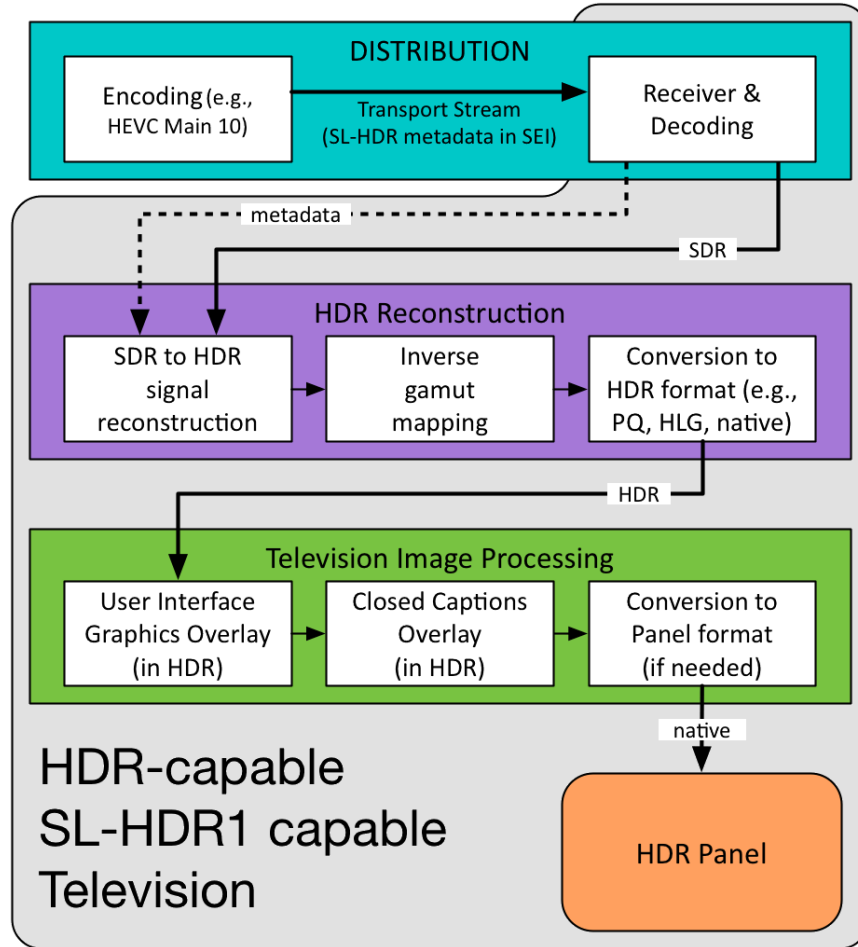 DISTRIBUTION
Encoding (e.g.,
HEVC Main 10)
Transport Stream
(SL-HDR metadata in SEI)
Receiver &
Decoding
metadata
SDR
HDR Reconstruction
SDR to HDR
signal
reconstruction
Inverse
gamut
mapping
Conversion to
HDR format (e.g.,
PQ, HLG, native)
HDR
Television Image Processing
User Interface
Graphics Overlay
(in HDR)
Closed Captions
Overlay
(in HDR)
Conversion to
Panel format
(if needed)
native
HDR-capable
SL-HDR1 capable
Television
HDR Panel